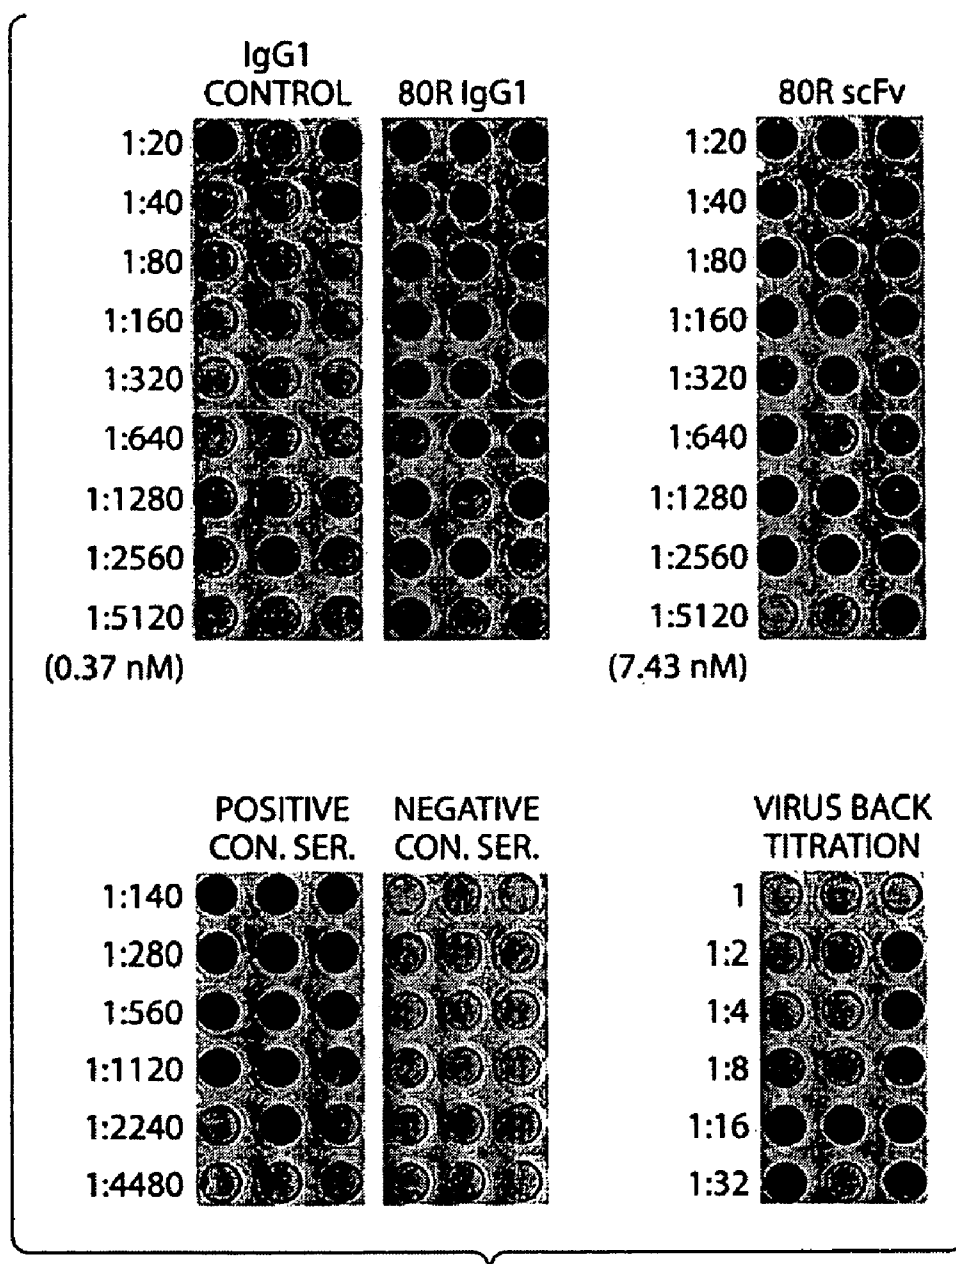 IgG1
CONTROL
80R IgG1
80R scFv
1:20
1:40
1:80
1:160
1:320
1:640
1:1280
1:2560
1:5120
(0.37 nM)
1:20
1:40
1:80
1:160
1:320
1:640
1:1280
1:2560
1:5120
(7.43 nM)
POSITIVE
CON. SER.
NEGATIVE
CON. SER.
VIRUS BACK
TITRATION
1:140
1:280
1:560
1:1120
1:2240
1:4480
1
1:2
1:4
1:8
1:16
1:32